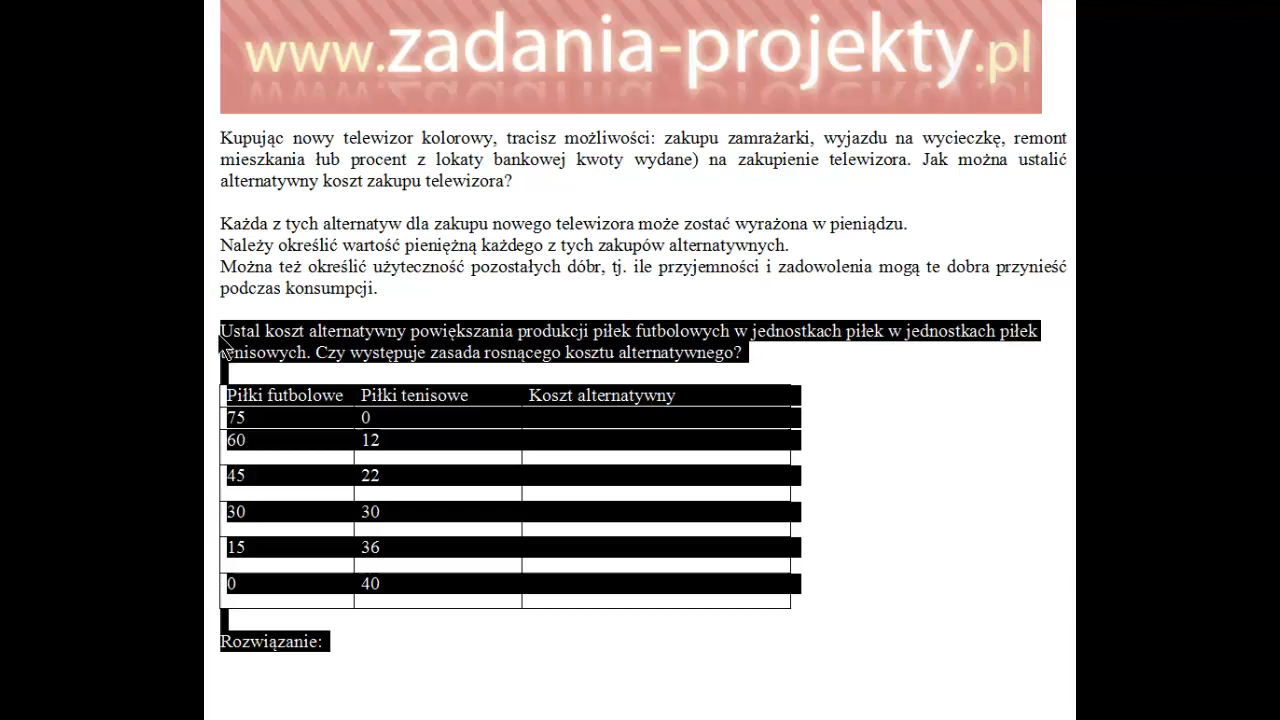 www.zadania-projekty.pl
Kupując nowy telewizor kolorowy, tracisz możliwości: zakupu zamrażarki, wyjazdu na wycieczkę, remont
mieszkania łub procent z lokaty bankowej kwoty wydane) na zakupienie telewizora. Jak można ustalić
alternatywny koszt zakupu telewizora?
Każda z tych alternatyw dla zakupu nowego telewizora może zostać wyrażona w pieniądzu.
Należy określić wartość pieniężną każdego z tych zakupów alternatywnych.
Można też określić użyteczność pozostałych dóbr, tj. ile przyjemności i zadowolenia mogą te dobra przynieść
podczas konsumpcji.
Ustal koszt alternatywny powiększania produkcji piłek futbolowych w jednostkach piłek w jednostkach piłek
tenisowych. Czy występuje zasada rosnącego kosztu alternatywnego?
Piłki futbolowe Piłki tenisowe Koszt alternatywny
75 0
60 12
45 22
30 30
15 36
0 40
Rozwiązanie: